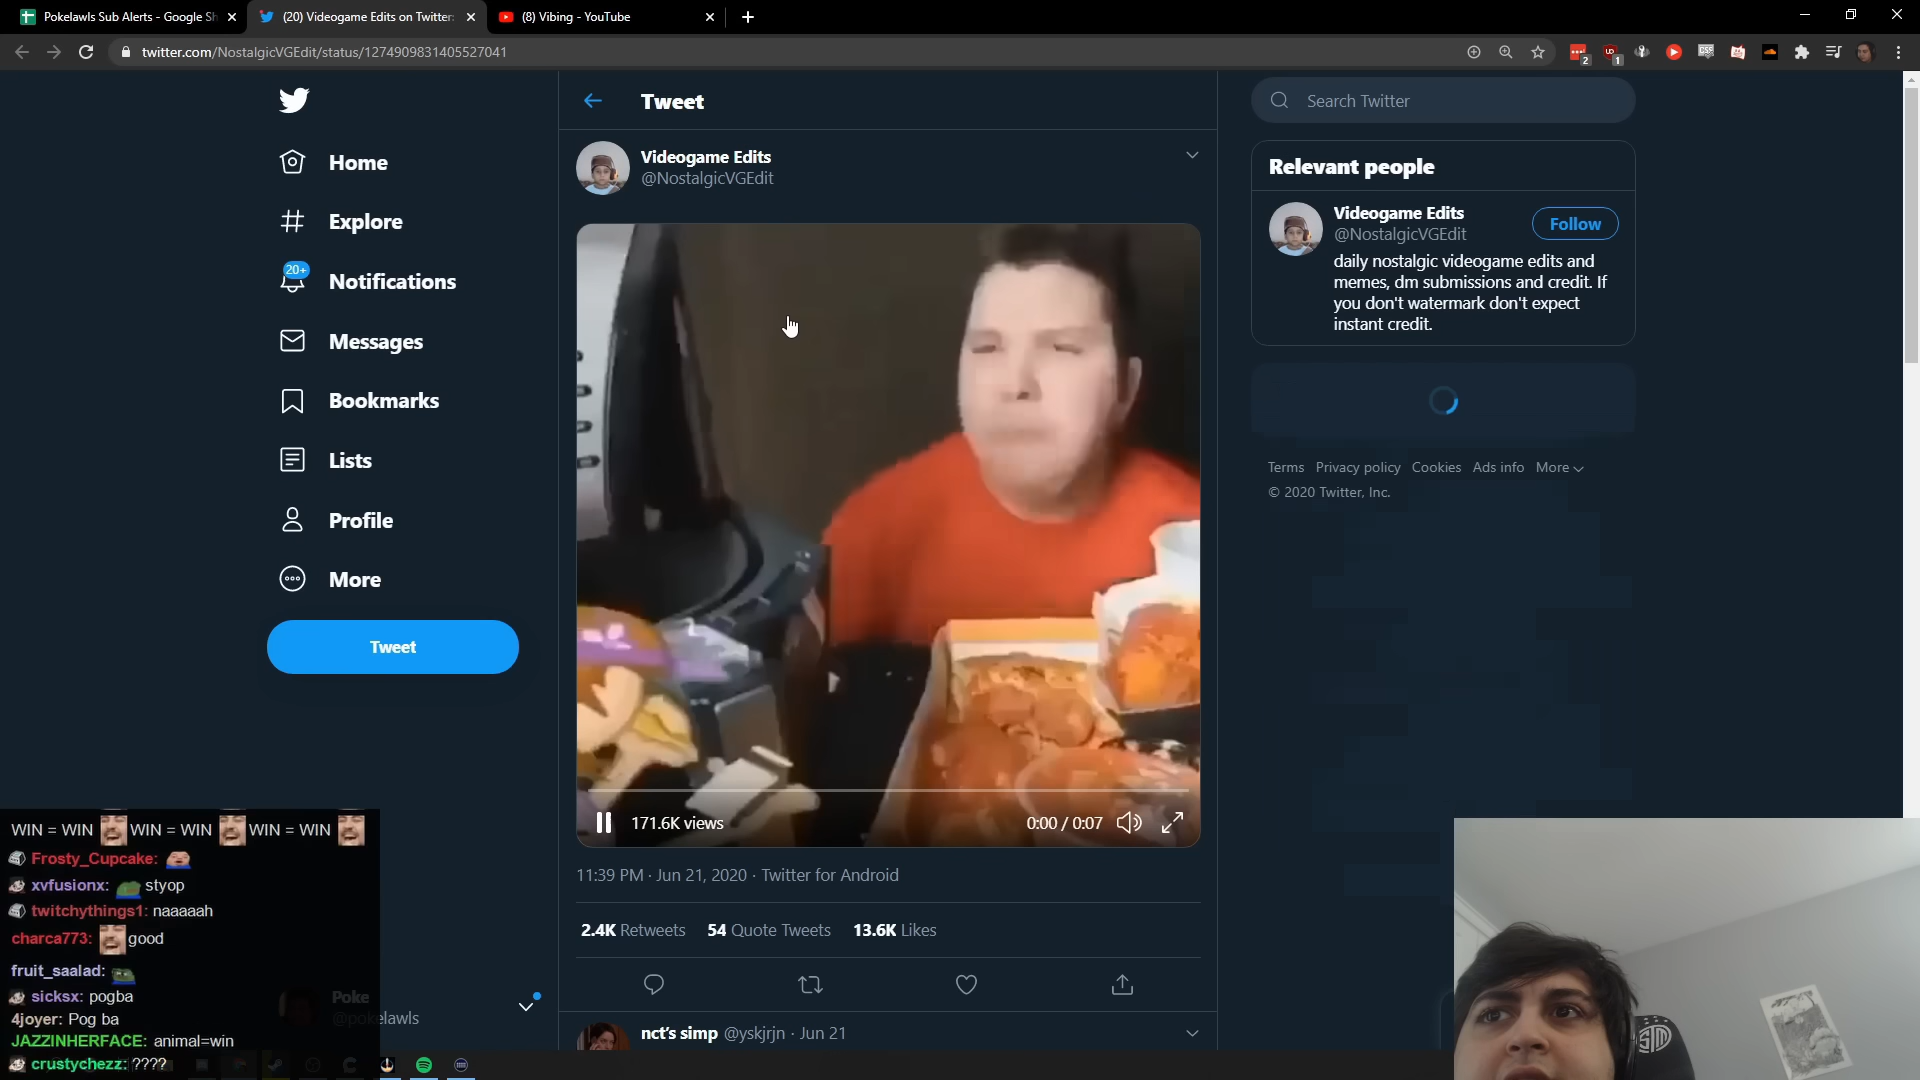 Pokelawls Sub Alerts - Google Sh
(20) Videogame Edits on Twitter:
(8) Vibing - YouTube
twitter.com/NostalgicVGEdit/status/1274909831405527041
2
1
Home
Explore
20+
Notifications
Messages
Bookmarks
Lists
Profile
More
Tweet
Poke
@pokelawls
Tweet
Videogame Edits
@NostalgicVGEdit
171.6K views
0:00 / 0:07
11:39 PM · Jun 21, 2020 · Twitter for Android
2.4K Retweets 54 Quote Tweets 13.6K Likes
nct's simp @yskjrjn · Jun 21
Search Twitter
Relevant people
Videogame Edits
@NostalgicVGEdit
Follow
daily nostalgic videogame edits and
memes, dm submissions and credit. If
you don't watermark don't expect
instant credit.
Terms Privacy policy Cookies Ads info More
© 2020 Twitter, Inc.
WIN = WIN WIN = WIN WIN = WIN
Frosty_Cupcake:
xvfusionx: styop
twitchythings1: naaaaah
charca773: good
fruit_saalad:
sicksx: pogba
4joyer: Pog ba
JAZZINHERFACE: animal=win
crustychezz: ????
TSM